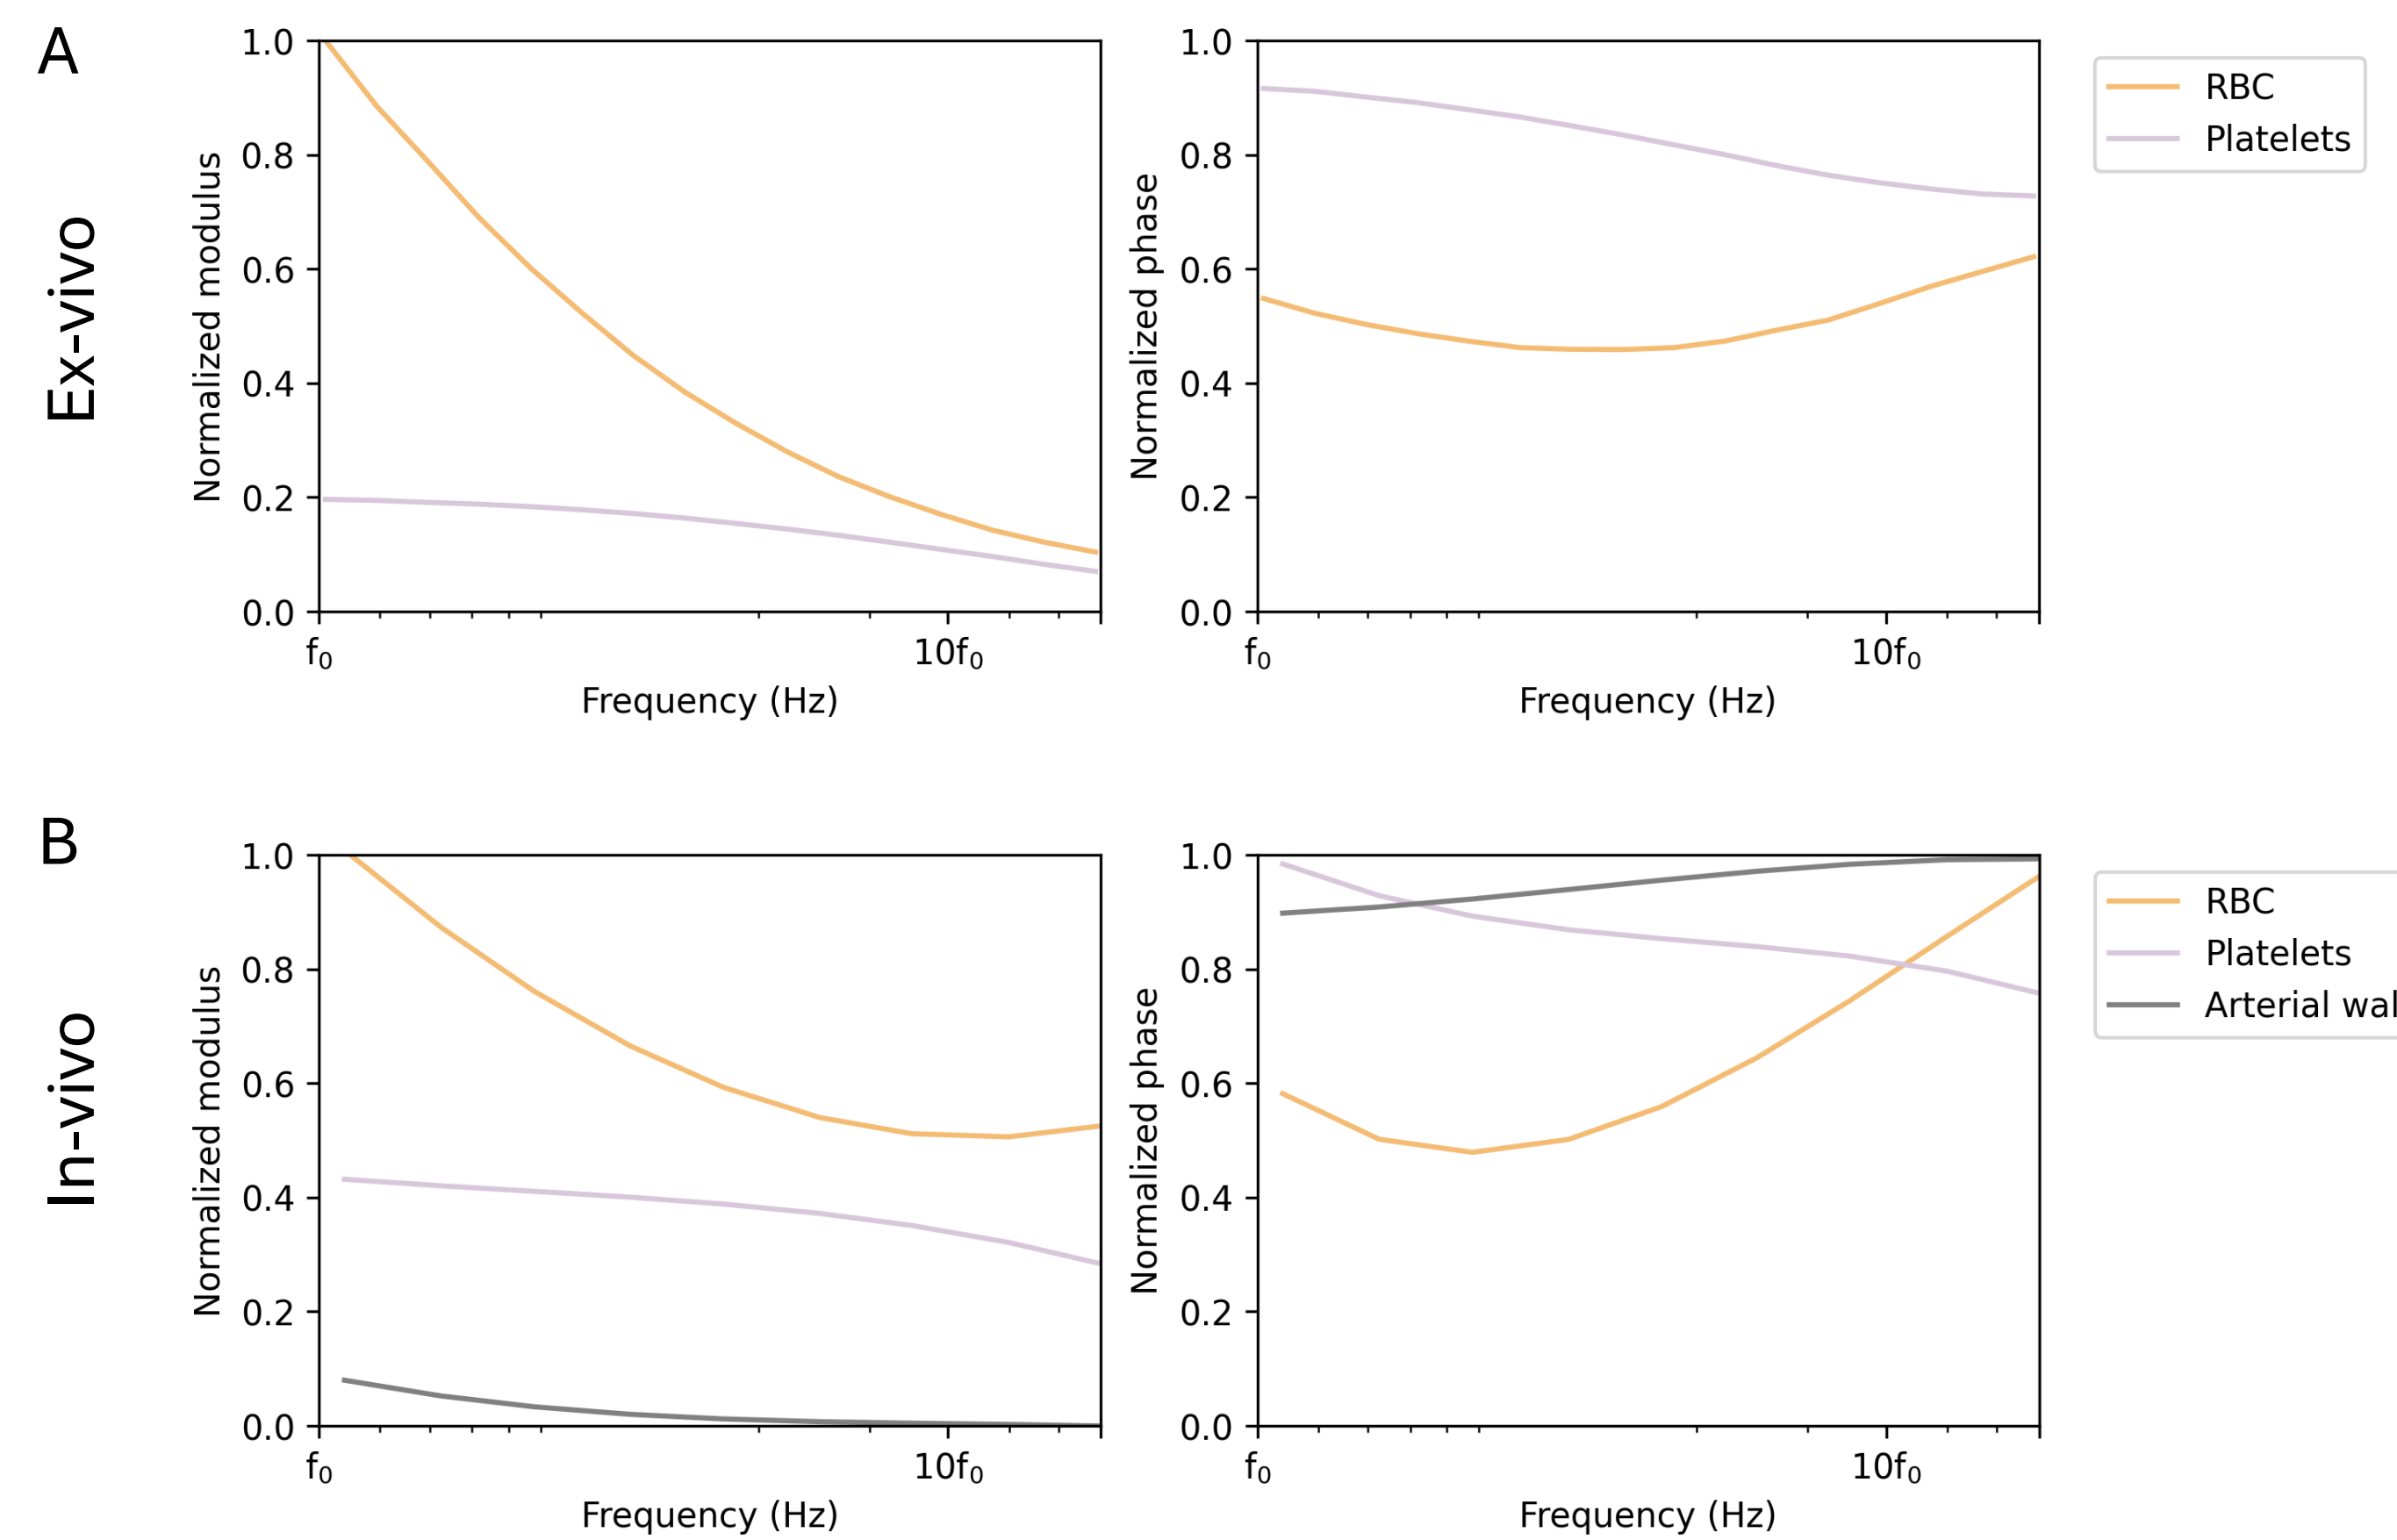 A
Ex-vivo
Normalized modulus
1.0
0.8
0.6
0.4
0.2
0.0
f₀
10f₀
Frequency (Hz)
Normalized phase
1.0
0.8
0.6
0.4
0.2
0.0
f₀
10f₀
Frequency (Hz)
RBC
Platelets
B
In-vivo
Normalized modulus
1.0
0.8
0.6
0.4
0.2
0.0
f₀
10f₀
Frequency (Hz)
Normalized phase
1.0
0.8
0.6
0.4
0.2
0.0
f₀
10f₀
Frequency (Hz)
RBC
Platelets
Arterial wal